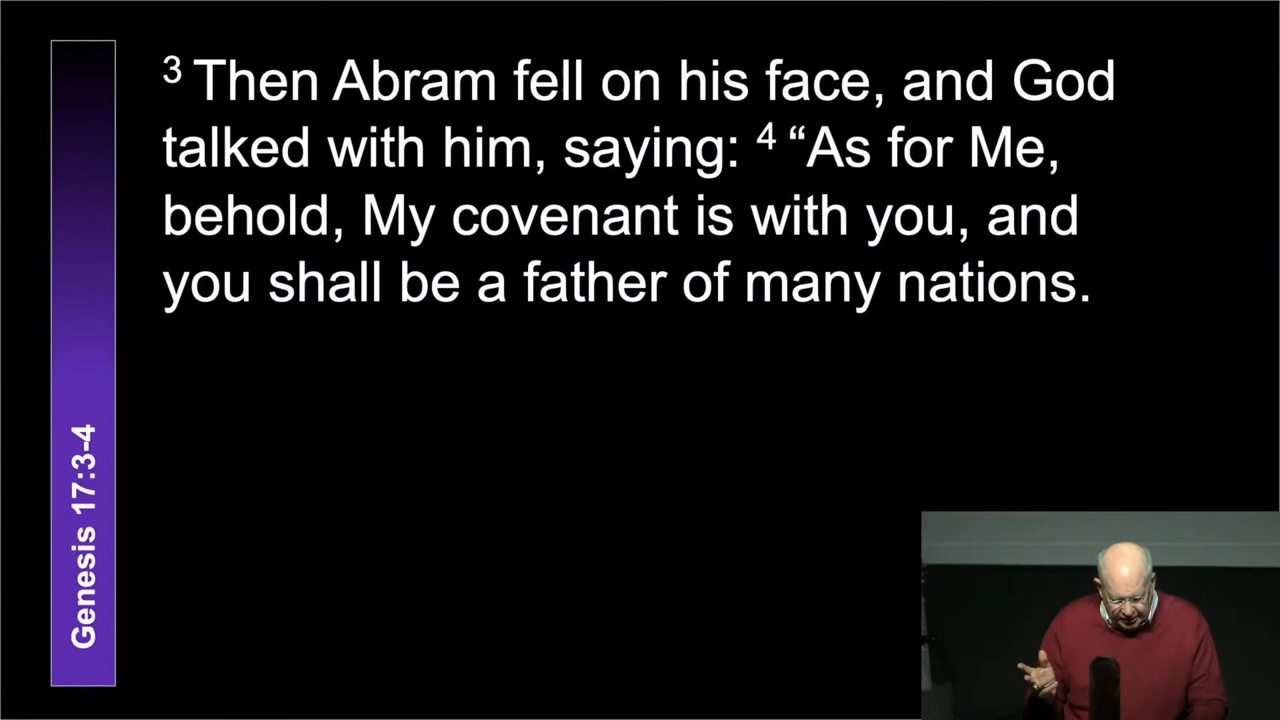 ³ Then Abram fell on his face, and God
talked with him, saying: ⁴ “As for Me,
behold, My covenant is with you, and
you shall be a father of many nations.
Genesis 17:3-4